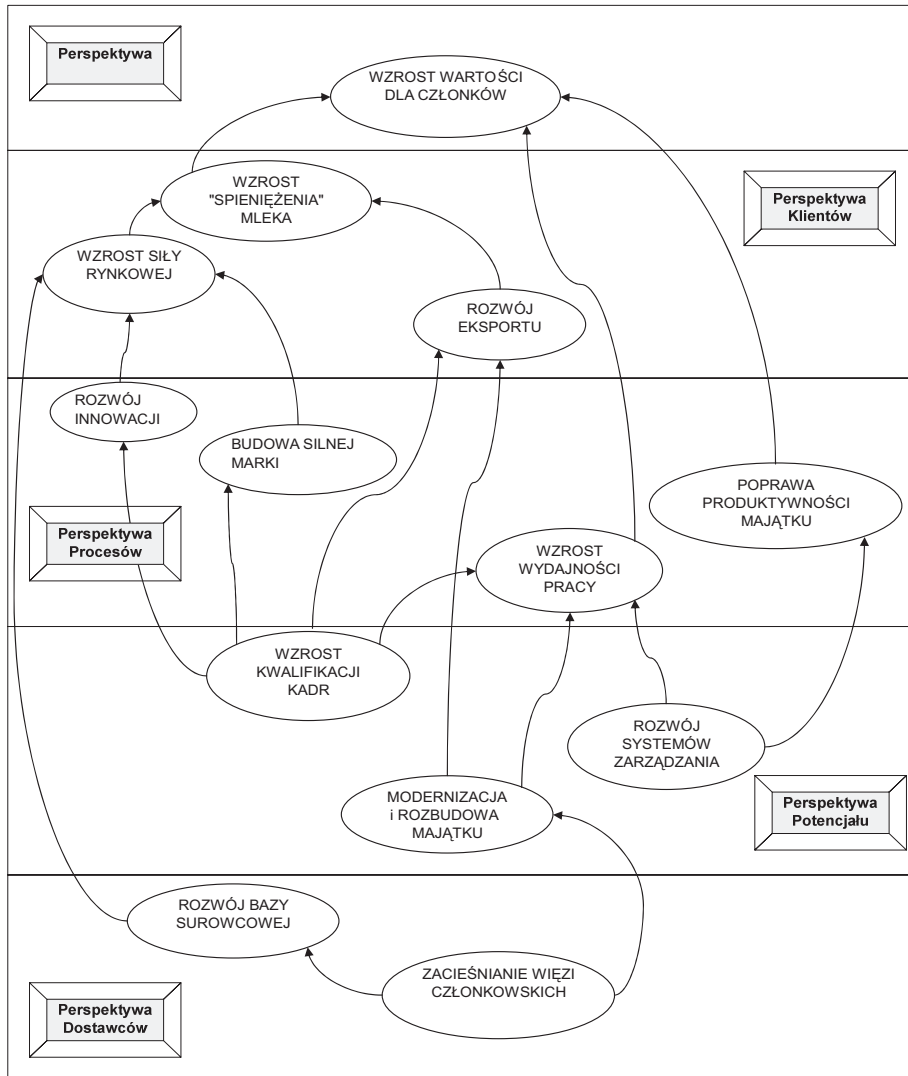 Perspektywa
WZROST WARTOŚCI
DLA CZŁONKÓW
WZROST
"SPIENIĘŻENIA"
MLEKA
Perspektywa
Klientów
WZROST SIŁY
RYNKOWEJ
ROZWÓJ
EKSPORTU
ROZWÓJ
INNOWACJI
BUDOWA SILNEJ
MARKI
POPRAWA
PRODUKTYWNOŚCI
MAJĄTKU
Perspektywa
Procesów
WZROST
WYDAJNOŚCI
PRACY
WZROST
KWALIFIKACJI
KADR
ROZWÓJ
SYSTEMÓW
ZARZĄDZANIA
MODERNIZACJA
i ROZBUDOWA
MAJĄTKU
Perspektywa
Potencjału
ROZWÓJ BAZY
SUROWCOWEJ
ZACIEŚNIANIE WIĘZI
CZŁONKOWSKICH
Perspektywa
Dostawców